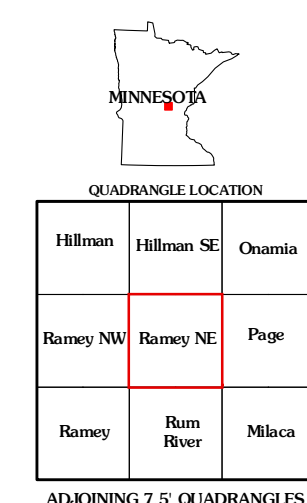 MINNESOTA
QUADRANGLE LOCATION
Hillman Hillman SE Onamia
Ramey NW Ramey NE Page
Ramey Rum River Milaca
ADJOINING 7.5' QUADRANGLES